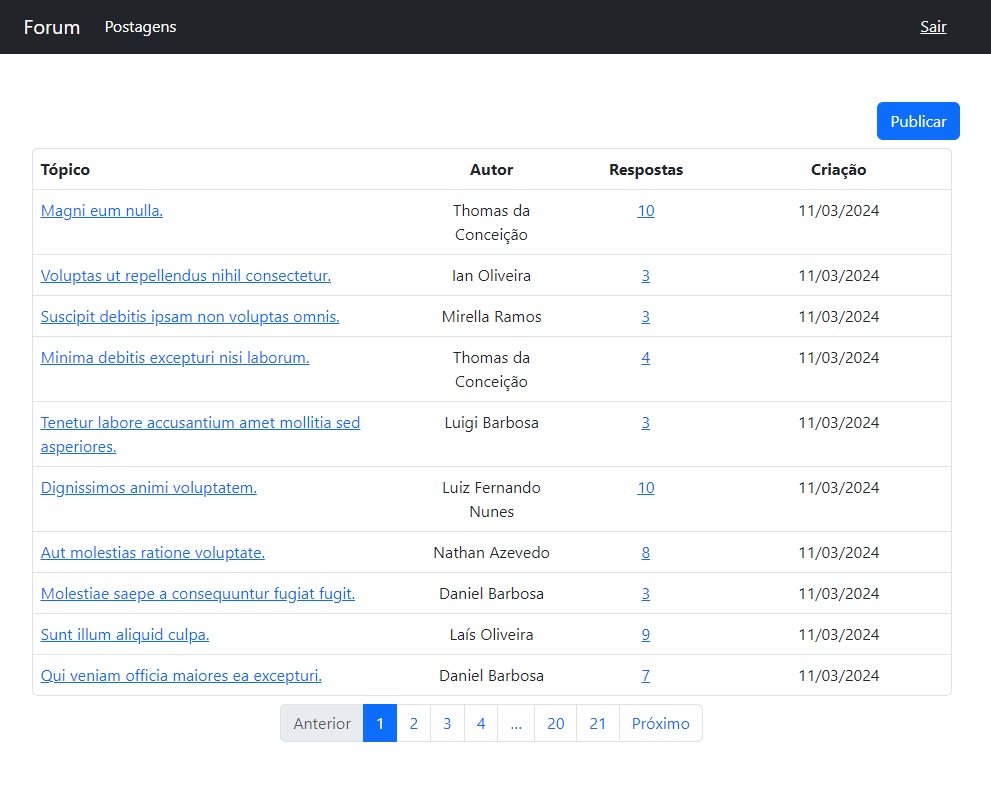 Forum Postagens Sair
Publicar
Tópico Autor Respostas Criação
Magni eum nulla. Thomas da 10 11/03/2024
Conceição
Voluptas ut repellendus nihil consectetur. Ian Oliveira 3 11/03/2024
Suscipit debitis ipsam non voluptas omnis. Mirella Ramos 3 11/03/2024
Minima debitis excepturi nisi laborum. Thomas da 4 11/03/2024
Conceição
Tenetur labore accusantium amet mollitia sed Luigi Barbosa 3 11/03/2024
asperiores.
Dignissimos animi voluptatem. Luiz Fernando 10 11/03/2024
Nunes
Aut molestias ratione voluptate. Nathan Azevedo 8 11/03/2024
Molestiae saepe a consequuntur fugiat fugit. Daniel Barbosa 3 11/03/2024
Sunt illum aliquid culpa. Laís Oliveira 9 11/03/2024
Qui veniam officia maiores ea excepturi. Daniel Barbosa 7 11/03/2024
Anterior 1 2 3 4 ... 20 21 Próximo